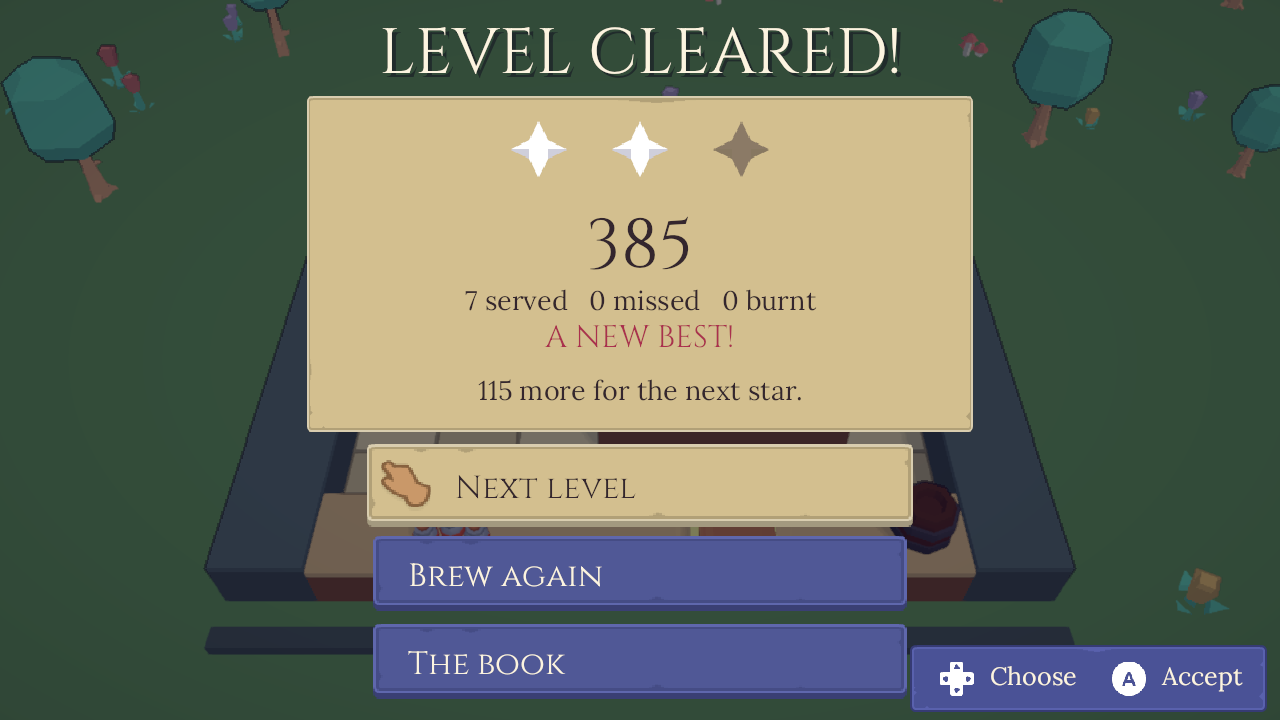 LEVEL CLEARED!
385
7 served 0 missed 0 burnt
A NEW BEST!
115 more for the next star.
NEXT LEVEL
BREW AGAIN
THE BOOK
Choose A Accept